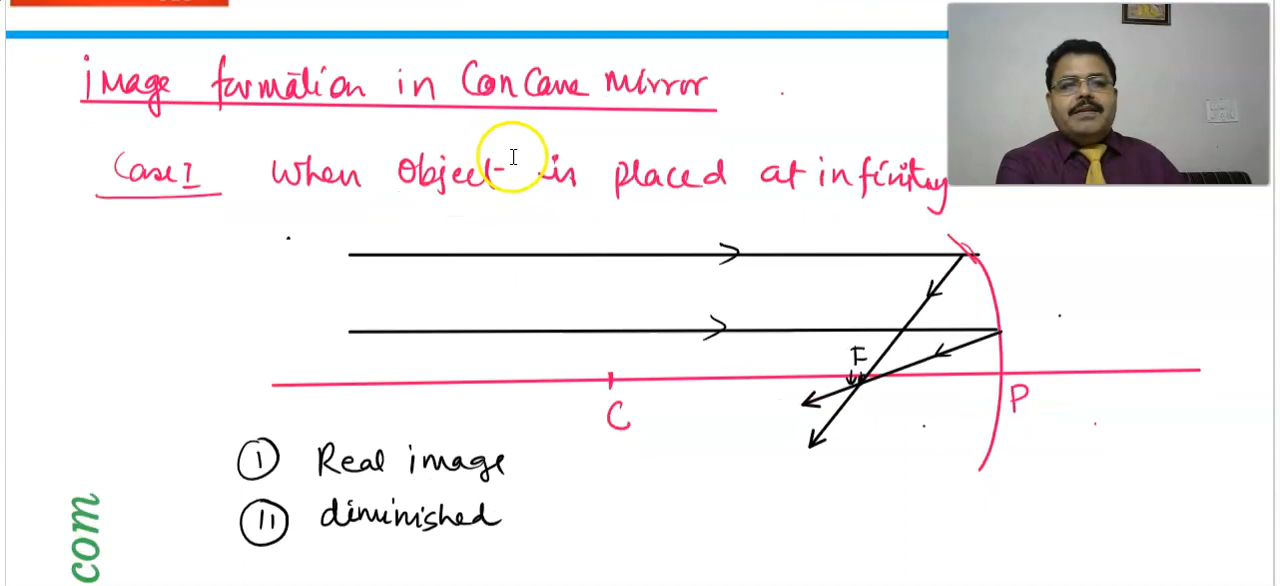 image formation in Concave mirror
Case I when object is placed at infinity
F
C
P
(i) Real image
(ii) diminished
com